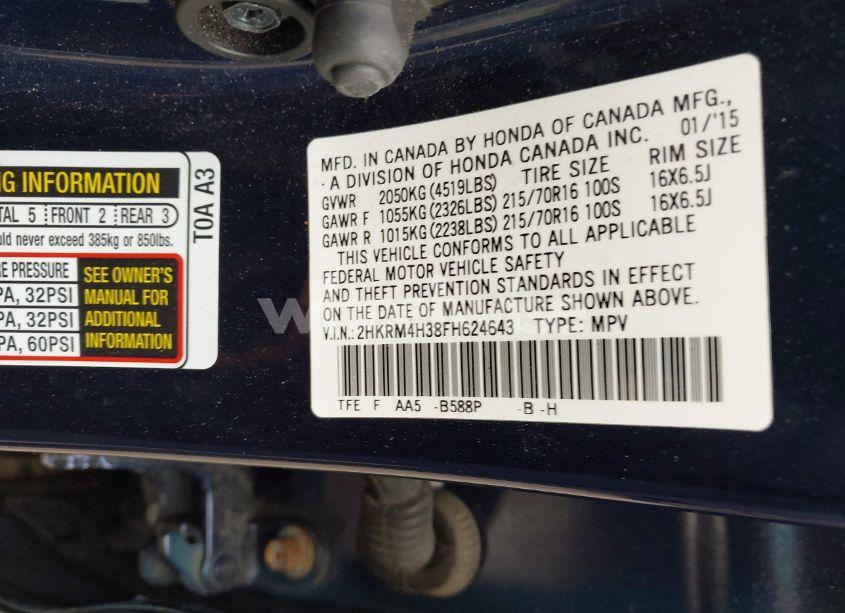 NG INFORMATION
TAL 5 FRONT 2 REAR 3
uld never exceed 385kg or 850lbs.
RE PRESSURE
PA, 32PSI
PA, 32PSI
PA, 60PSI
SEE OWNER'S
MANUAL FOR
ADDITIONAL
INFORMATION
T0A A3
MFD. IN CANADA BY HONDA OF CANADA MFG.,
A DIVISION OF HONDA CANADA INC. 01/'15
GVWR 2050KG (4519LBS) TIRE SIZE RIM SIZE
GAWR F 1055KG (2326LBS) 215/70R16 100S 16X6.5J
GAWR R 1015KG (2238LBS) 215/70R16 100S 16X6.5J
THIS VEHICLE CONFORMS TO ALL APPLICABLE
FEDERAL MOTOR VEHICLE SAFETY
AND THEFT PREVENTION STANDARDS IN EFFECT
ON THE DATE OF MANUFACTURE SHOWN ABOVE.
V.I.N.: 2HKRM4H38FH624643 TYPE: MPV
TFE F AA5 -B588P -B -H